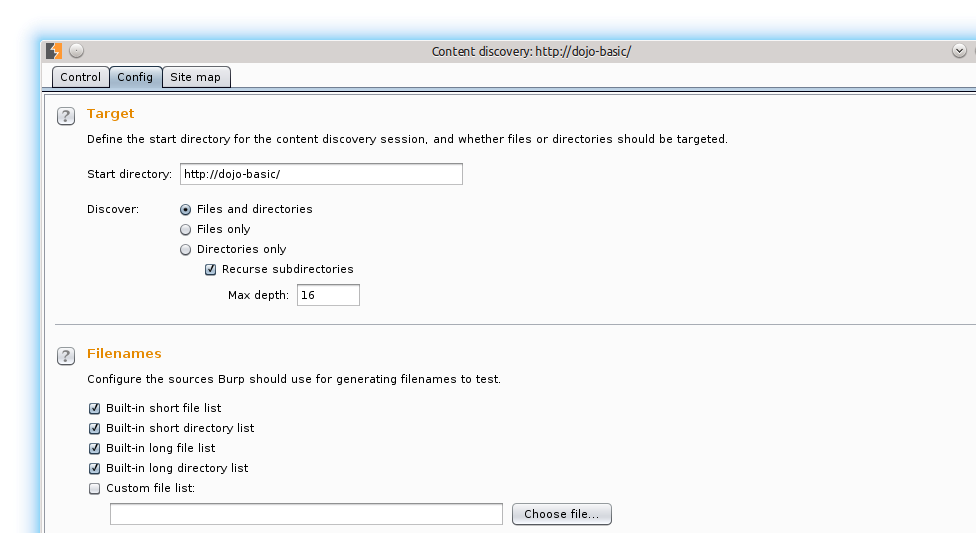 Content discovery: http://dojo-basic/
Control Config Site map
Target
Define the start directory for the content discovery session, and whether files or directories should be targeted.
Start directory: http://dojo-basic/
Discover: Files and directories
Files only
Directories only
Recurse subdirectories
Max depth: 16
Filenames
Configure the sources Burp should use for generating filenames to test.
Built-in short file list
Built-in short directory list
Built-in long file list
Built-in long directory list
Custom file list:
Choose file...